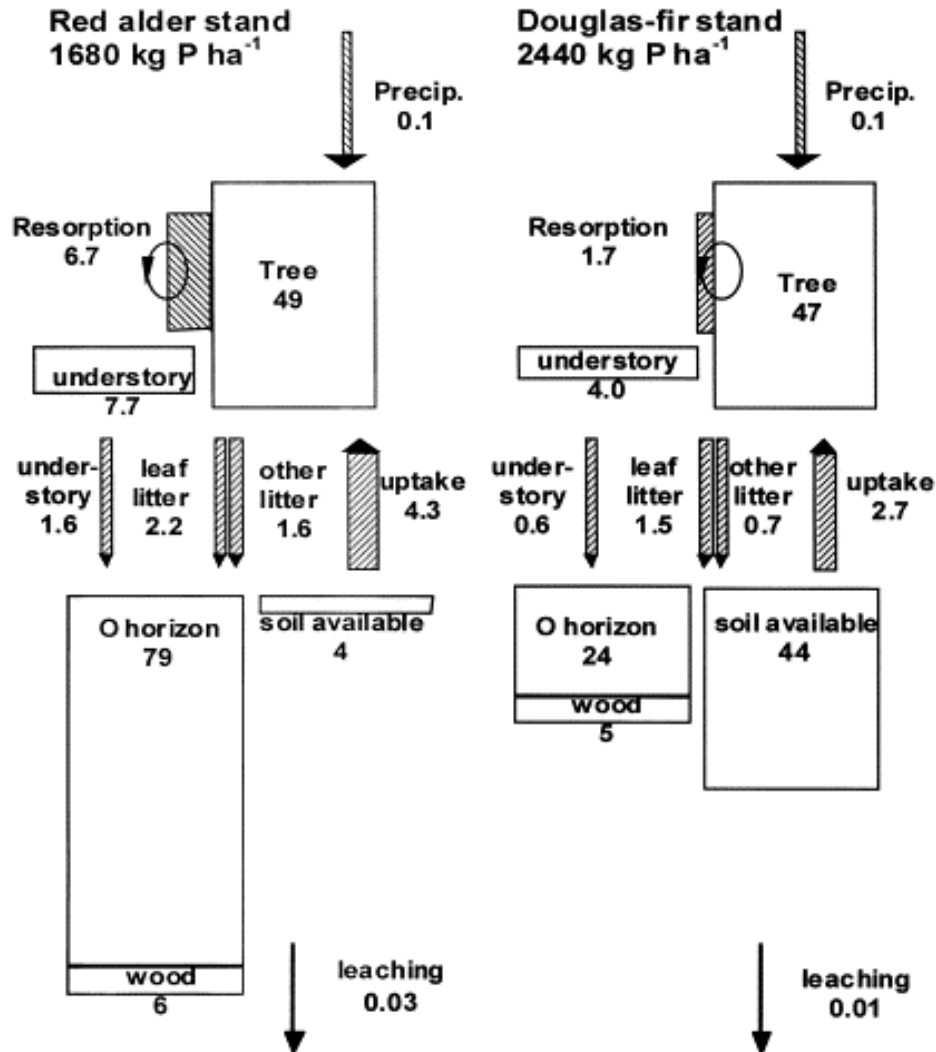 Red alder stand
1680 kg P ha⁻¹
Precip.
0.1
Resorption
6.7
Tree
49
understory
7.7
under-
story
1.6
leaf
litter
2.2
other
litter
1.6
uptake
4.3
O horizon
79
soil available
4
wood
6
leaching
0.03
Douglas-fir stand
2440 kg P ha⁻¹
Precip.
0.1
Resorption
1.7
Tree
47
understory
4.0
under-
story
0.6
leaf
litter
1.5
other
litter
0.7
uptake
2.7
O horizon
24
soil available
44
wood
5
leaching
0.01